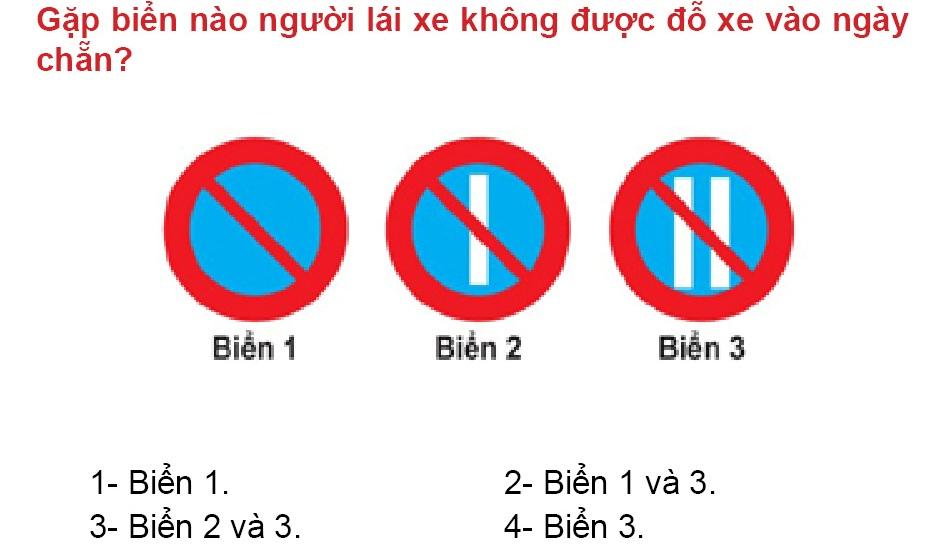 Gặp biển nào người lái xe không được đỗ xe vào ngày
chẵn?
Biển 1 Biển 2 Biển 3
1- Biển 1. 2- Biển 1 và 3.
3- Biển 2 và 3. 4- Biển 3.